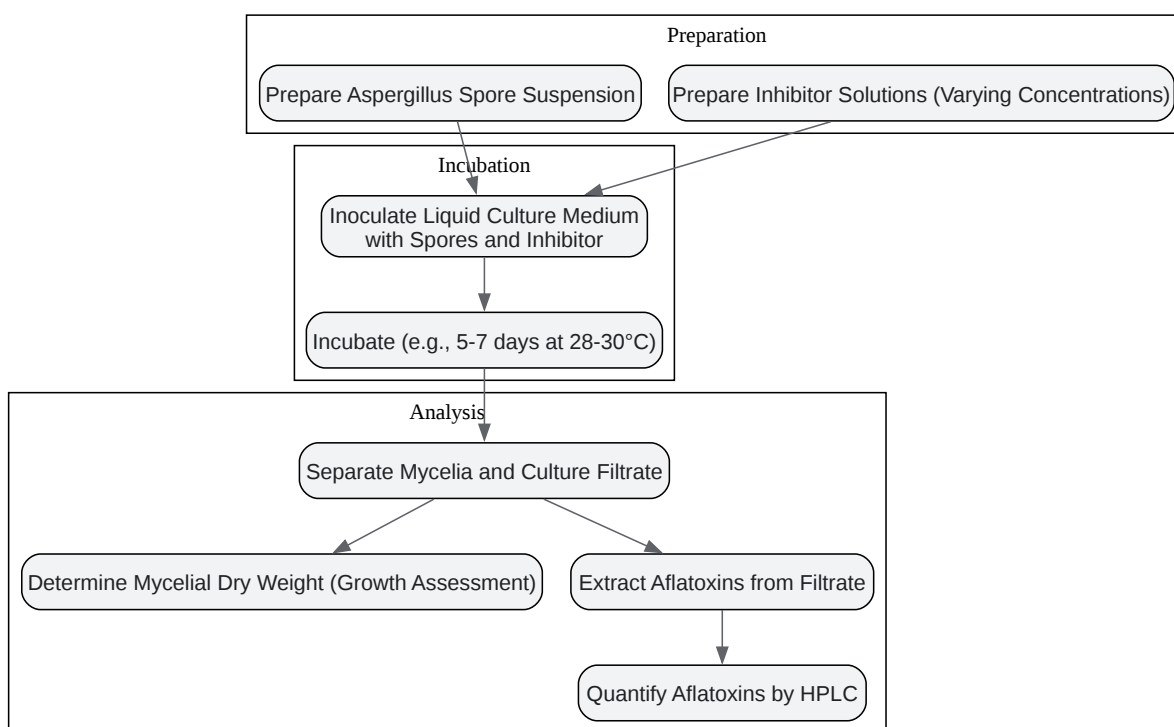 Preparation
Prepare Aspergillus Spore Suspension
Prepare Inhibitor Solutions (Varying Concentrations)
Incubation
Inoculate Liquid Culture Medium
with Spores and Inhibitor
Incubate (e.g., 5-7 days at 28-30°C)
Analysis
Separate Mycelia and Culture Filtrate
Determine Mycelial Dry Weight (Growth Assessment)
Extract Aflatoxins from Filtrate
Quantify Aflatoxins by HPLC